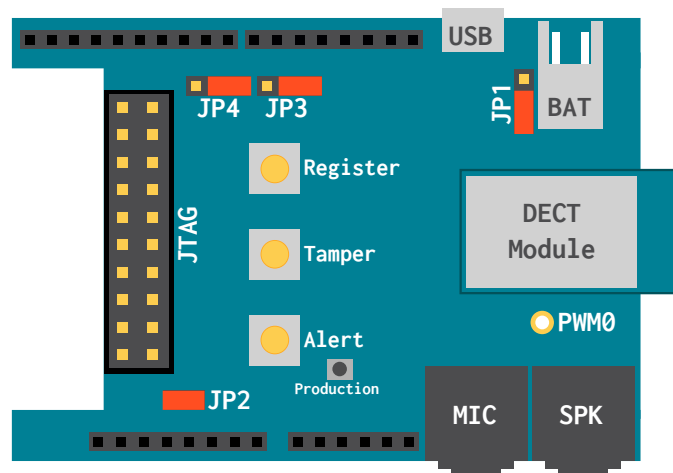 USB
JP4
JP3
JP1
BAT
Register
DECT
Module
JTAG
Tamper
PWM0
Alert
Production
JP2
MIC
SPK